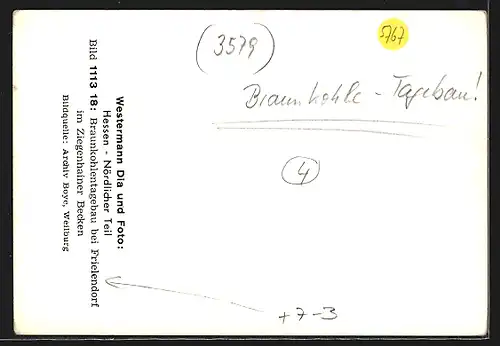 (3579)
5767
Braunkohle - Tagebau!
4
Westermann Dia und Foto:
Hessen - Nördlicher Teil
Bild 1113 18: Braunkohlentagebau bei Frielendorf
im Ziegenhainer Becken
Bildquelle: Archiv Boye, Weilburg
+7-3